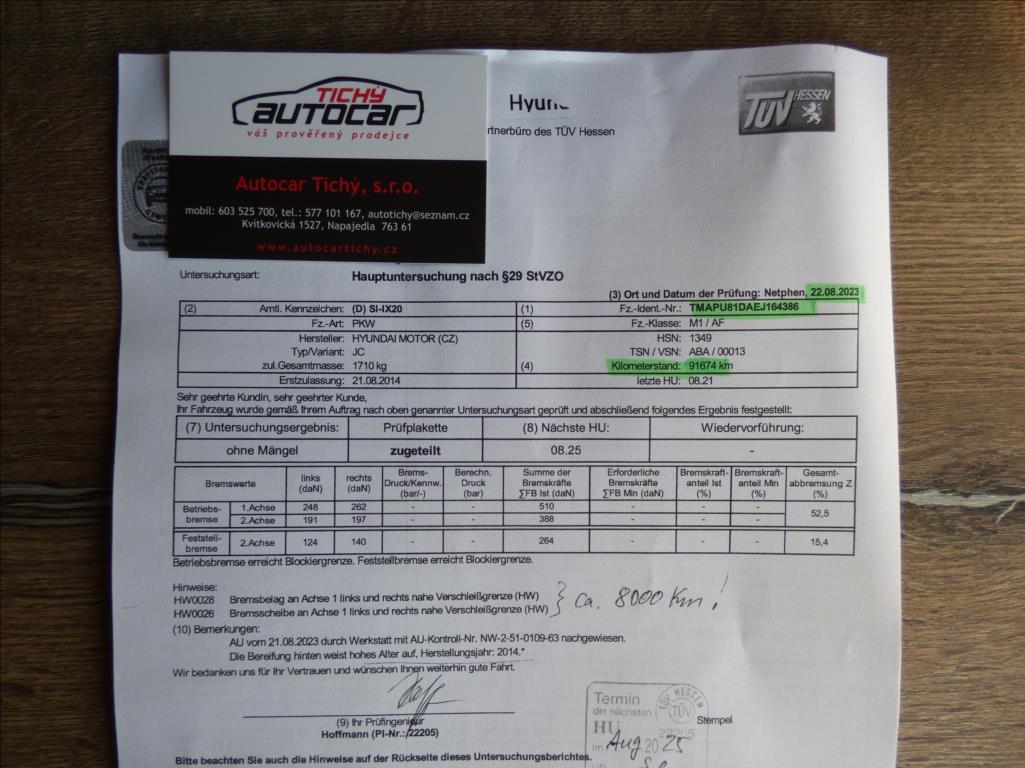 TICHÝ
AUTOCAR
váš prověřený prodejce
Autocar Tichý, s.r.o.
mobil: 603 525 700, tel.: 577 101 167, autotichy@seznam.cz
Kvítkovická 1527, Napajedla 763 61
www.autocartichy.cz
TÜV HESSEN
rtnerbüro des TÜV Hessen
Untersuchungsart: Hauptuntersuchung nach §29 StVZO
(3) Ort und Datum der Prüfung: Netphen, 22.08.2023
(2) Amtl. Kennzeichen: (D) SI-IX20 (1) Fz.-Ident.-Nr.: TMAPU81DAEJ164386
Fz.-Art: PKW (5) Fz.-Klasse: M1 / AF
Hersteller: HYUNDAI MOTOR (CZ) HSN: 1349
Typ/Variant: JC TSN / VSN: ABA / 00013
zul.Gesamtmasse: 1710 kg (4) Kilometerstand: 91674 km
Erstzulassung: 21.08.2014 letzte HU: 08.21
Sehr geehrte Kundin, sehr geehrter Kunde,
Ihr Fahrzeug wurde gemäß Ihrem Auftrag nach oben genannter Untersuchungsart geprüft und abschließend folgendes Ergebnis festgestellt:
(7) Untersuchungsergebnis: Prüfplakette (8) Nächste HU: Wiedervorführung:
ohne Mängel zugeteilt 08.25 -
Bremswerte links (daN) rechts (daN) Brems-Druck/Kennw. (bar/-) Berechn. Druck (bar) Summe der Bremskräfte ∑FB Ist (daN) Erforderliche Bremskräfte ∑FB Min (daN) Bremskraft-anteil Ist (%) Bremskraft-anteil Min (%) Gesamt-abbremsung Z (%)
Betriebs-bremse 1.Achse 248 262 - - 510 - - - 52,5
2.Achse 191 197 - - 388 - - -
Feststell-bremse 2.Achse 124 140 - - 264 - - - 15,4
Betriebsbremse erreicht Blockiergrenze. Feststellbremse erreicht Blockiergrenze.
Hinweise:
HW0028 Bremsbelag an Achse 1 links und rechts nahe Verschleißgrenze (HW)
HW0026 Bremsscheibe an Achse 1 links und rechts nahe Verschleißgrenze (HW)
} ca. 8000 Km!
(10) Bemerkungen:
AU vom 21.08.2023 durch Werkstatt mit AU-Kontroll-Nr. NW-2-51-0109-63 nachgewiesen.
Die Bereifung hinten weist hohes Alter auf, Herstellungsjahr: 2014.*
Wir bedanken uns für Ihr Vertrauen und wünschen Ihnen weiterhin gute Fahrt.
(9) Ihr Prüfingenieur
Hoffmann (PI-Nr.:22205)
Termin
der nächsten
HU
im Aug 2025
TÜV HESSEN
TÜV
22205
Stempel
Bitte beachten Sie auch die Hinweise auf der Rückseite dieses Untersuchungsberichtes.